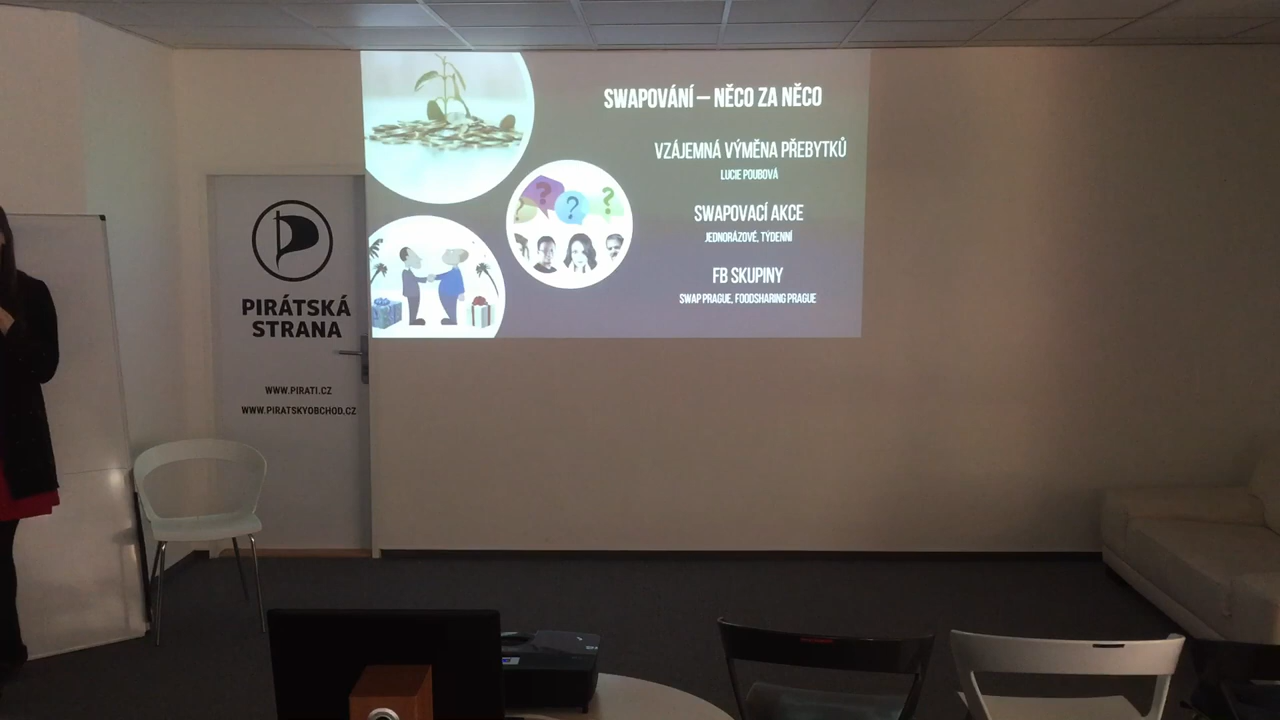 SWAPOVÁNÍ – NĚCO ZA NĚCO
VZÁJEMNÁ VÝMĚNA PŘEBYTKŮ
LUCIE POUBOVÁ
SWAPOVACÍ AKCE
JEDNORÁZOVÉ, TÝDENNÍ
FB SKUPINY
SWAP PRAGUE, FOODSHARING PRAGUE
? ? ?
PIRÁTSKÁ
STRANA
WWW.PIRATI.CZ
WWW.PIRATSKYOBCHOD.CZ